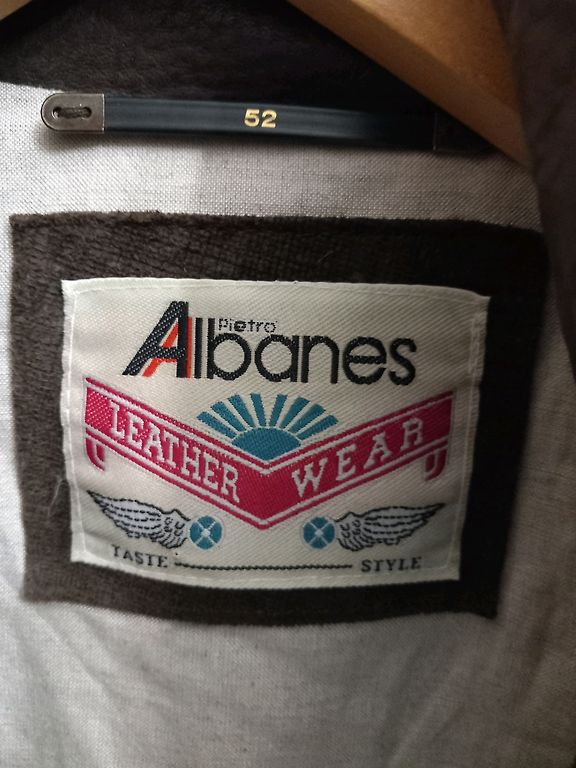 52
Pietro
Albanes
LEATHER WEAR
TASTE STYLE